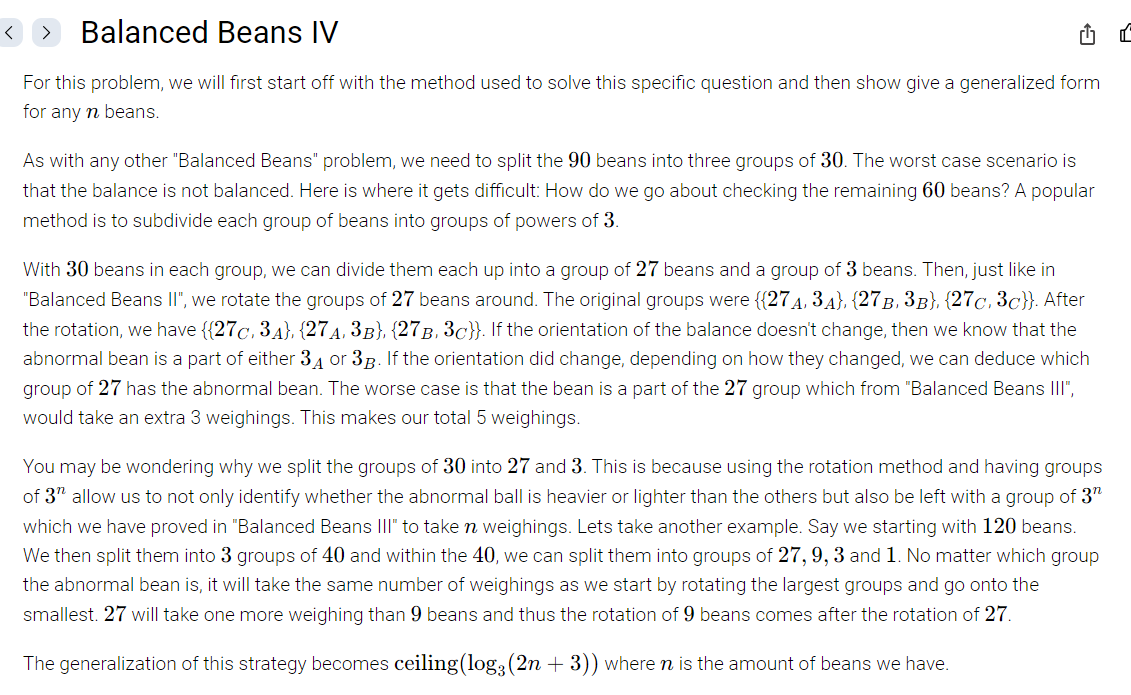 Balanced Beans IV
For this problem, we will first start off with the method used to solve this specific question and then show give a generalized form
for any n beans.
As with any other "Balanced Beans" problem, we need to split the 90 beans into three groups of 30. The worst case scenario is
that the balance is not balanced. Here is where it gets difficult: How do we go about checking the remaining 60 beans? A popular
method is to subdivide each group of beans into groups of powers of 3.
With 30 beans in each group, we can divide them each up into a group of 27 beans and a group of 3 beans. Then, just like in
"Balanced Beans II", we rotate the groups of 27 beans around. The original groups were {{27_A, 3_A}, {27_B, 3_B}, {27_C, 3_C}}. After
the rotation, we have {{27_C, 3_A}, {27_A, 3_B}, {27_B, 3_C}}. If the orientation of the balance doesn't change, then we know that the
abnormal bean is a part of either 3_A or 3_B. If the orientation did change, depending on how they changed, we can deduce which
group of 27 has the abnormal bean. The worse case is that the bean is a part of the 27 group which from "Balanced Beans III",
would take an extra 3 weighings. This makes our total 5 weighings.
You may be wondering why we split the groups of 30 into 27 and 3. This is because using the rotation method and having groups
of 3^n allow us to not only identify whether the abnormal ball is heavier or lighter than the others but also be left with a group of 3^n
which we have proved in "Balanced Beans III" to take n weighings. Lets take another example. Say we starting with 120 beans.
We then split them into 3 groups of 40 and within the 40, we can split them into groups of 27, 9, 3 and 1. No matter which group
the abnormal bean is, it will take the same number of weighings as we start by rotating the largest groups and go onto the
smallest. 27 will take one more weighing than 9 beans and thus the rotation of 9 beans comes after the rotation of 27.
The generalization of this strategy becomes ceiling(log_3(2n + 3)) where n is the amount of beans we have.